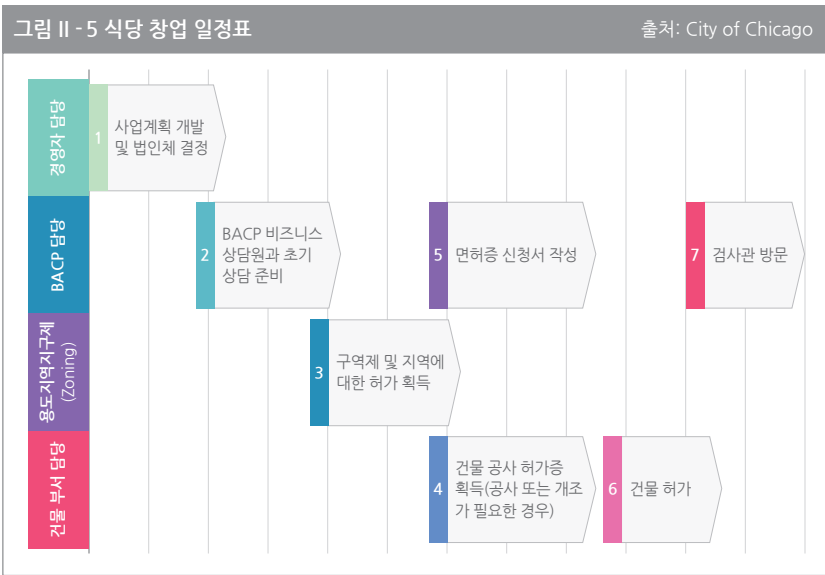 그림 II - 5 식당 창업 일정표
출처: City of Chicago
경영자 담당
1
사업계획 개발
및 법인체 결정
BACP 담당
2
BACP 비즈니스
상담원과 초기
상담 준비
5
면허증 신청서 작성
7
검사관 방문
용도지역지구제
(Zoning)
3
구역제 및 지역에
대한 허가 획득
건물 부서 담당
4
건물 공사 허가증
획득(공사 또는 개조
가 필요한 경우)
6
건물 허가